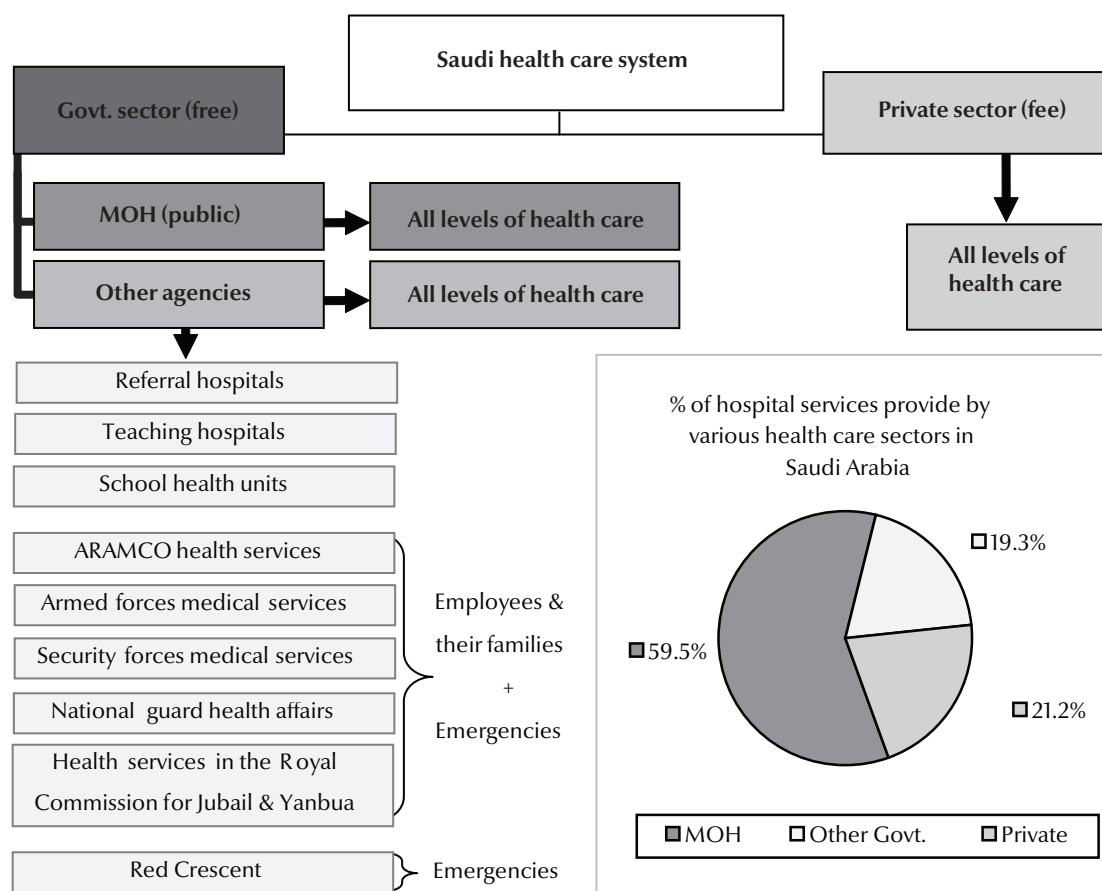 Saudi health care system
Govt. sector (free)
Private sector (fee)
MOH (public)
All levels of health care
All levels of
health care
Other agencies
All levels of health care
Referral hospitals
Teaching hospitals
School health units
ARAMCO health services
Armed forces medical services
Security forces medical services
National guard health affairs
Health services in the Royal
Commission for Jubail & Yanbua
Employees &
their families
+
Emergencies
Red Crescent
Emergencies
% of hospital services provide by
various health care sectors in
Saudi Arabia
19.3%
59.5%
21.2%
MOH
Other Govt.
Private